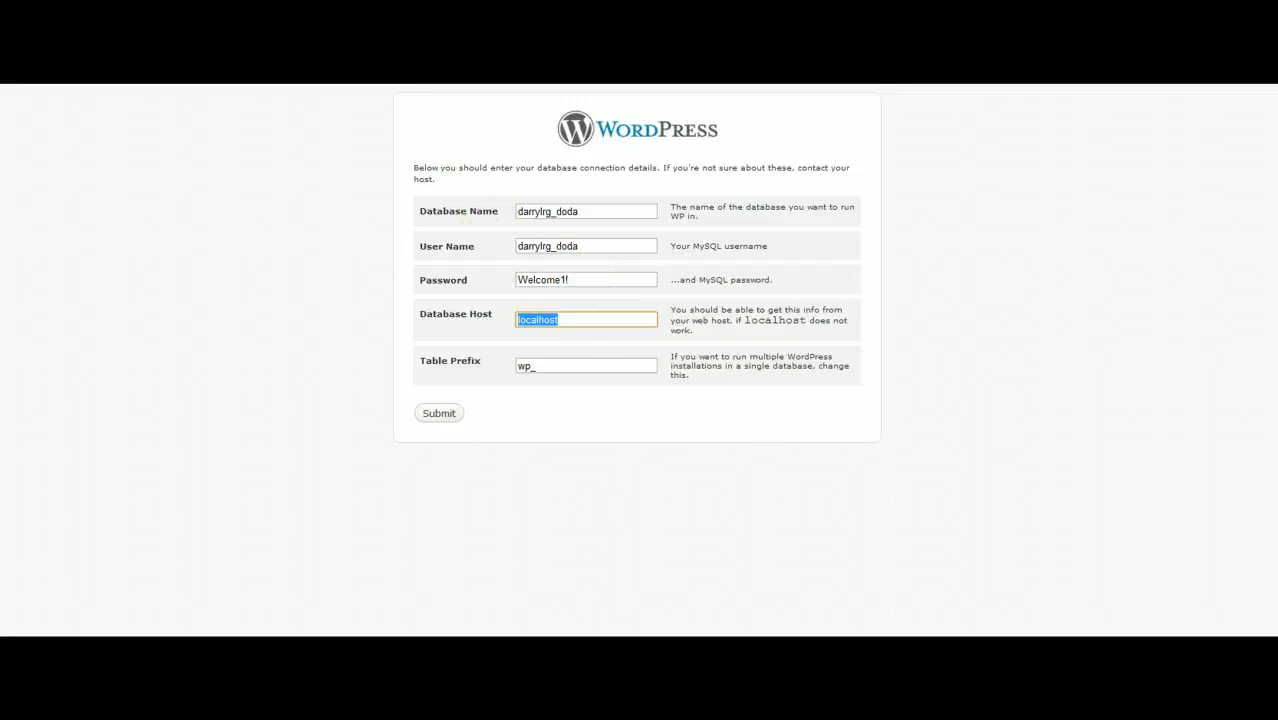 WORDPRESS
Below you should enter your database connection details. If you're not sure about these, contact your
host.
Database Name
darrylrg_doda
The name of the database you want to run
WP in.
User Name
darrylrg_doda
Your MySQL username
Password
Welcome1!
...and MySQL password.
Database Host
localhost
You should be able to get this info from
your web host, if localhost does not
work.
Table Prefix
wp_
If you want to run multiple WordPress
installations in a single database, change
this.
Submit